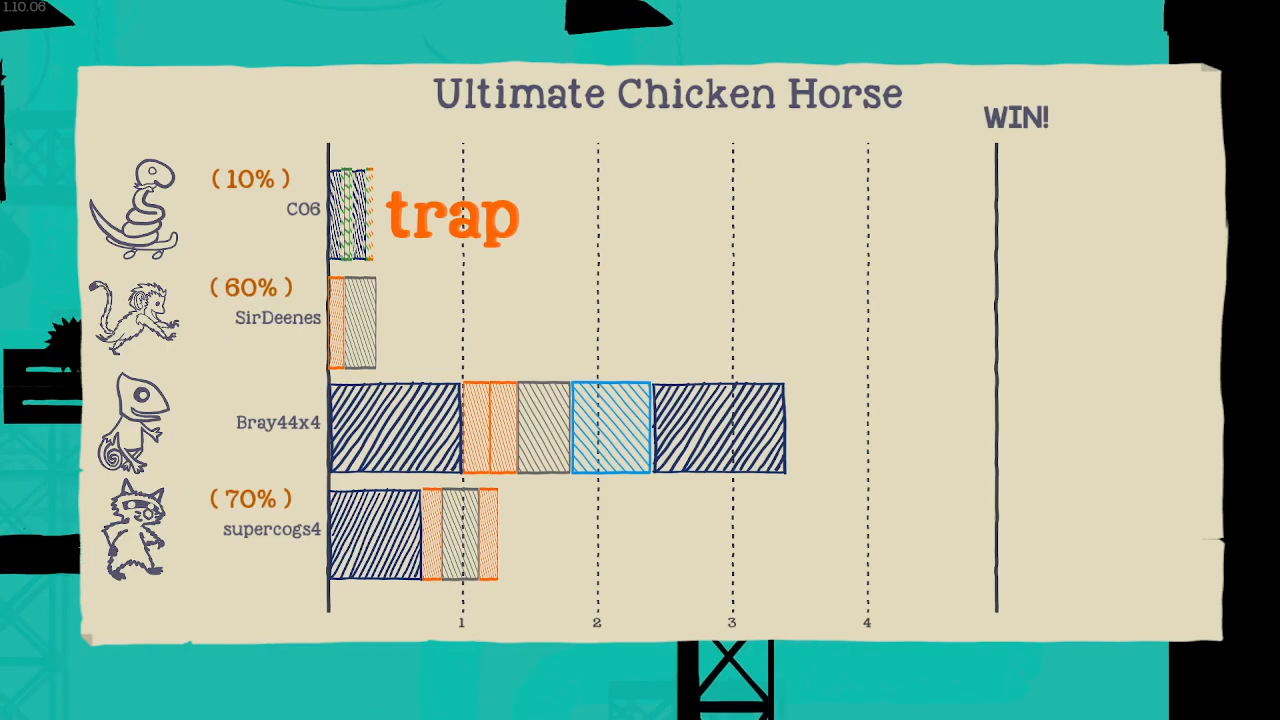 1.10.06
Ultimate Chicken Horse
WIN!
( 10% )
C06
trap
( 60% )
SirDeenes
Bray44x4
( 70% )
supercogs4
1 2 3 4